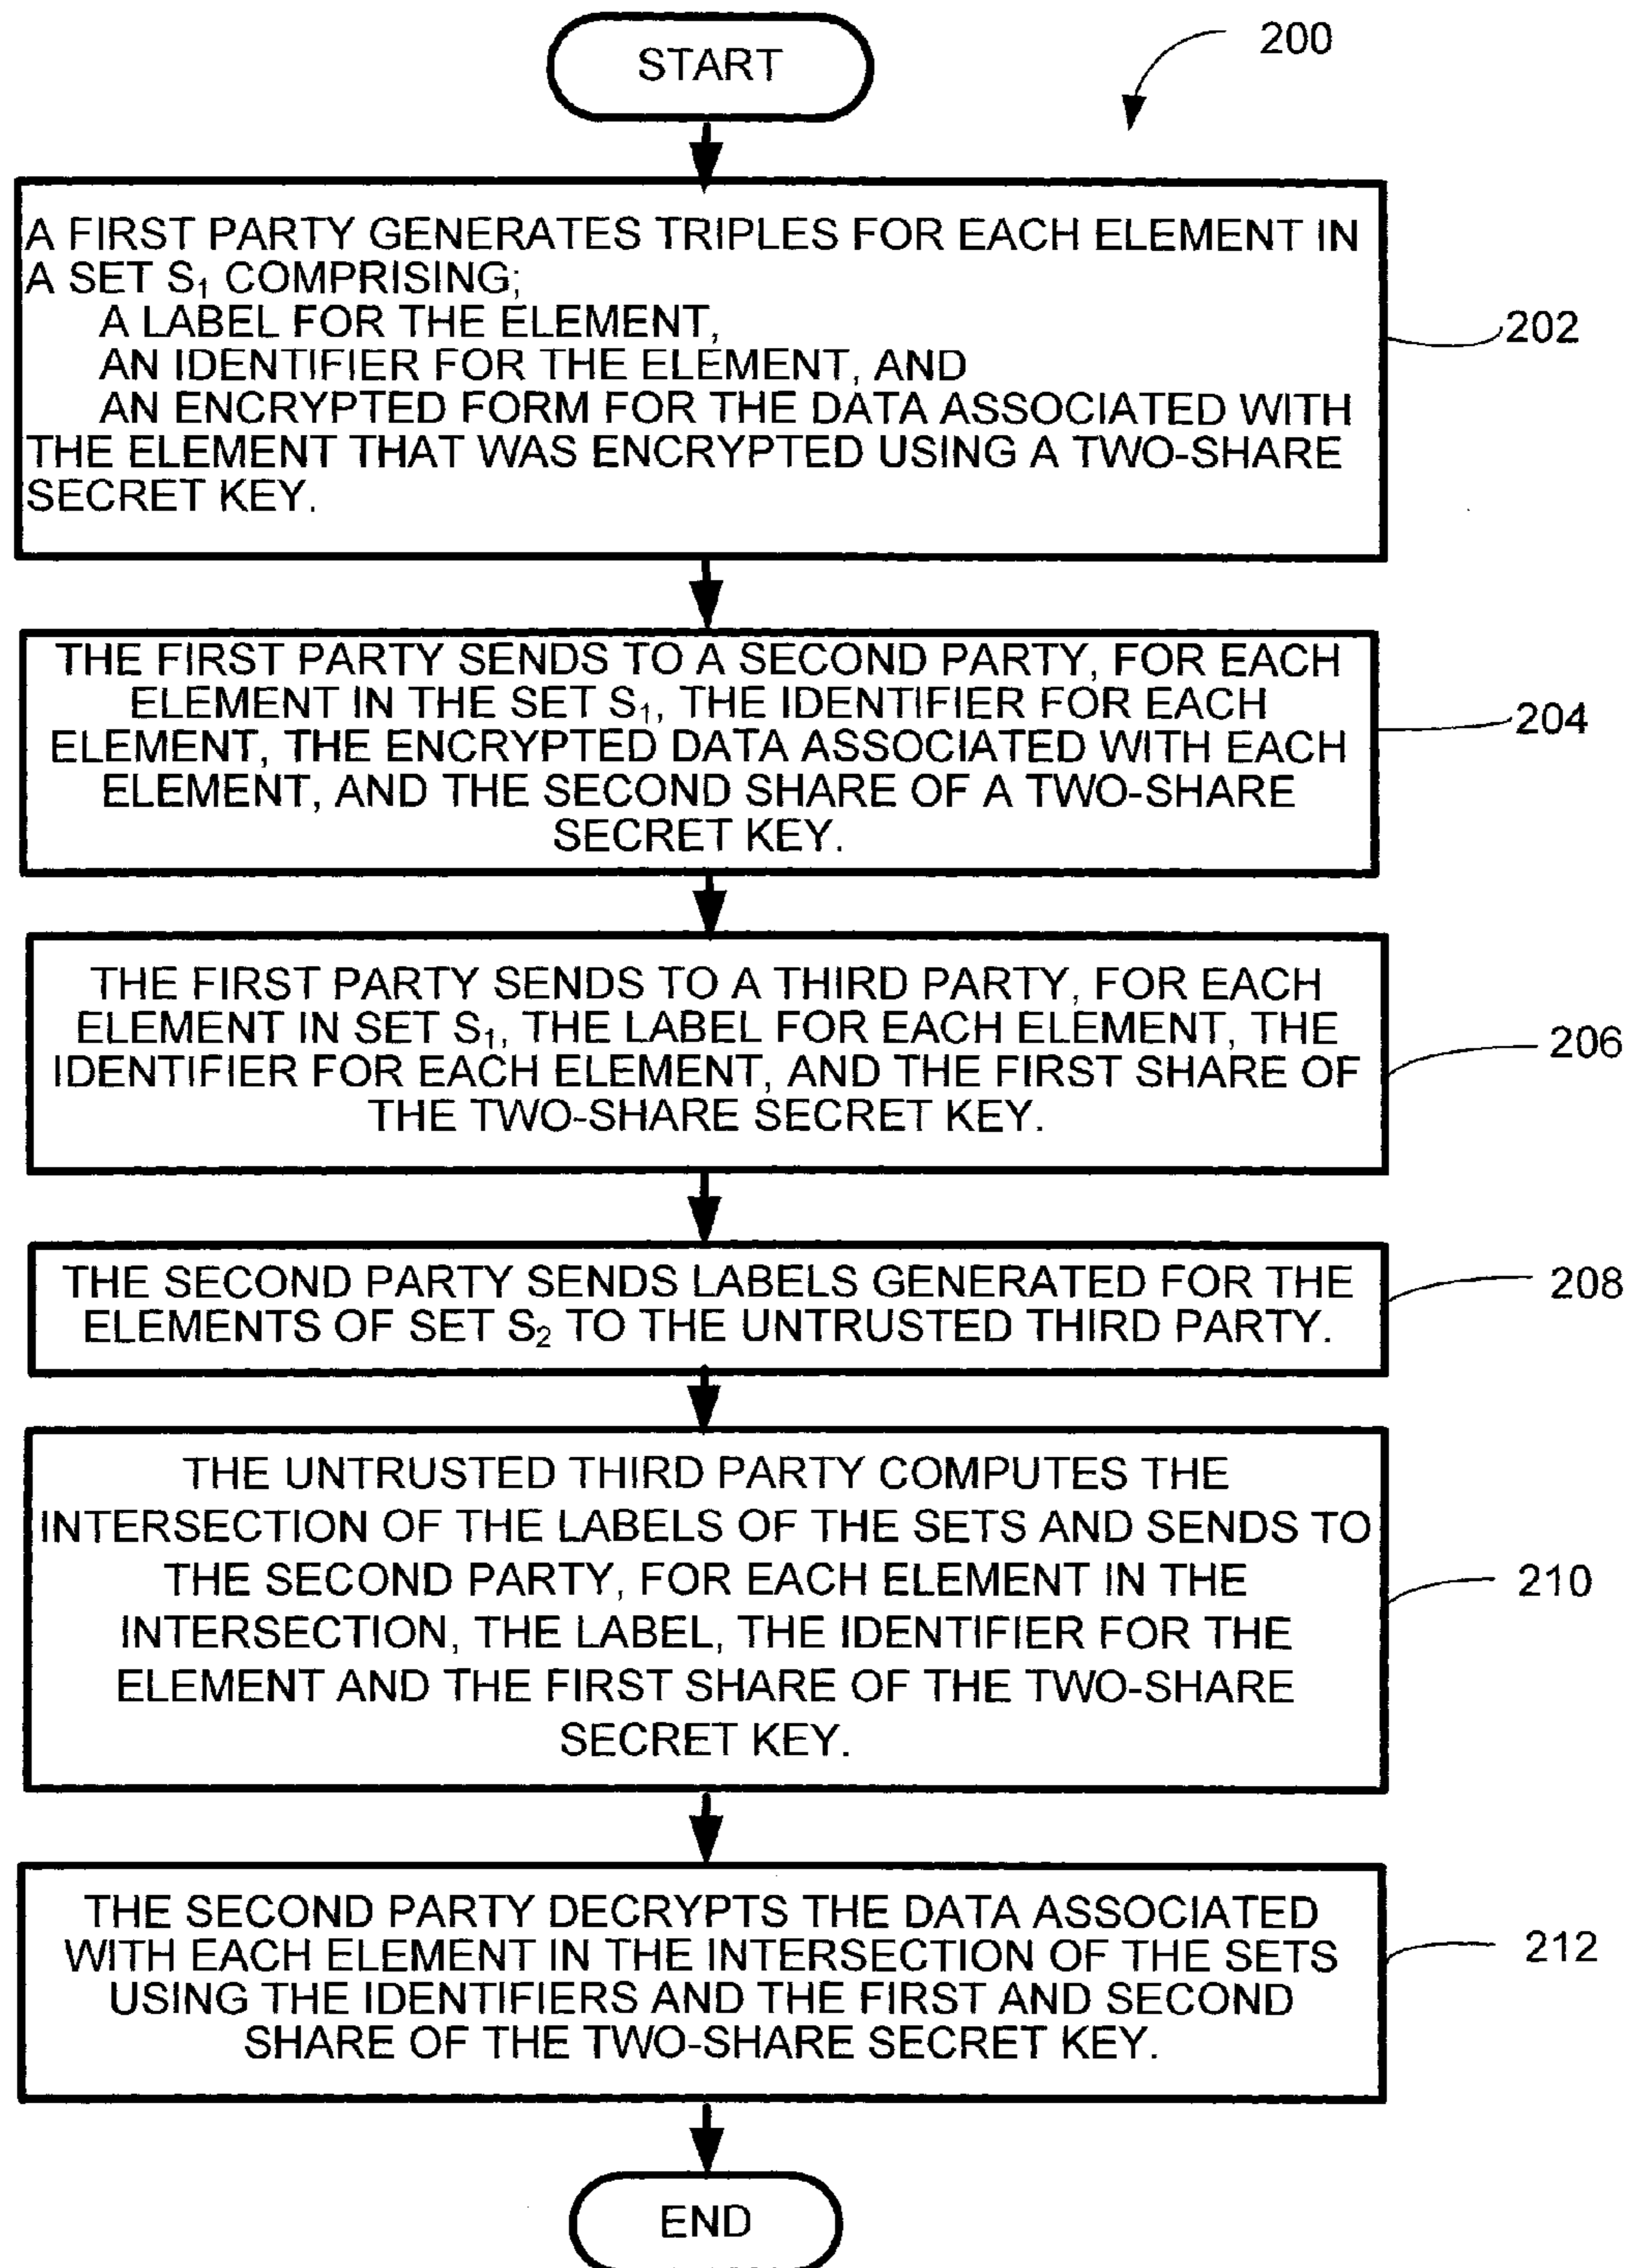 START
200
A FIRST PARTY GENERATES TRIPLES FOR EACH ELEMENT IN
A SET S₁ COMPRISING;
A LABEL FOR THE ELEMENT,
AN IDENTIFIER FOR THE ELEMENT, AND
AN ENCRYPTED FORM FOR THE DATA ASSOCIATED WITH
THE ELEMENT THAT WAS ENCRYPTED USING A TWO-SHARE
SECRET KEY.
202
THE FIRST PARTY SENDS TO A SECOND PARTY, FOR EACH
ELEMENT IN THE SET S₁, THE IDENTIFIER FOR EACH
ELEMENT, THE ENCRYPTED DATA ASSOCIATED WITH EACH
ELEMENT, AND THE SECOND SHARE OF A TWO-SHARE
SECRET KEY.
204
THE FIRST PARTY SENDS TO A THIRD PARTY, FOR EACH
ELEMENT IN SET S₁, THE LABEL FOR EACH ELEMENT, THE
IDENTIFIER FOR EACH ELEMENT, AND THE FIRST SHARE OF
THE TWO-SHARE SECRET KEY.
206
THE SECOND PARTY SENDS LABELS GENERATED FOR THE
ELEMENTS OF SET S₂ TO THE UNTRUSTED THIRD PARTY.
208
THE UNTRUSTED THIRD PARTY COMPUTES THE
INTERSECTION OF THE LABELS OF THE SETS AND SENDS TO
THE SECOND PARTY, FOR EACH ELEMENT IN THE
INTERSECTION, THE LABEL, THE IDENTIFIER FOR THE
ELEMENT AND THE FIRST SHARE OF THE TWO-SHARE
SECRET KEY.
210
THE SECOND PARTY DECRYPTS THE DATA ASSOCIATED
WITH EACH ELEMENT IN THE INTERSECTION OF THE SETS
USING THE IDENTIFIERS AND THE FIRST AND SECOND
SHARE OF THE TWO-SHARE SECRET KEY.
212
END